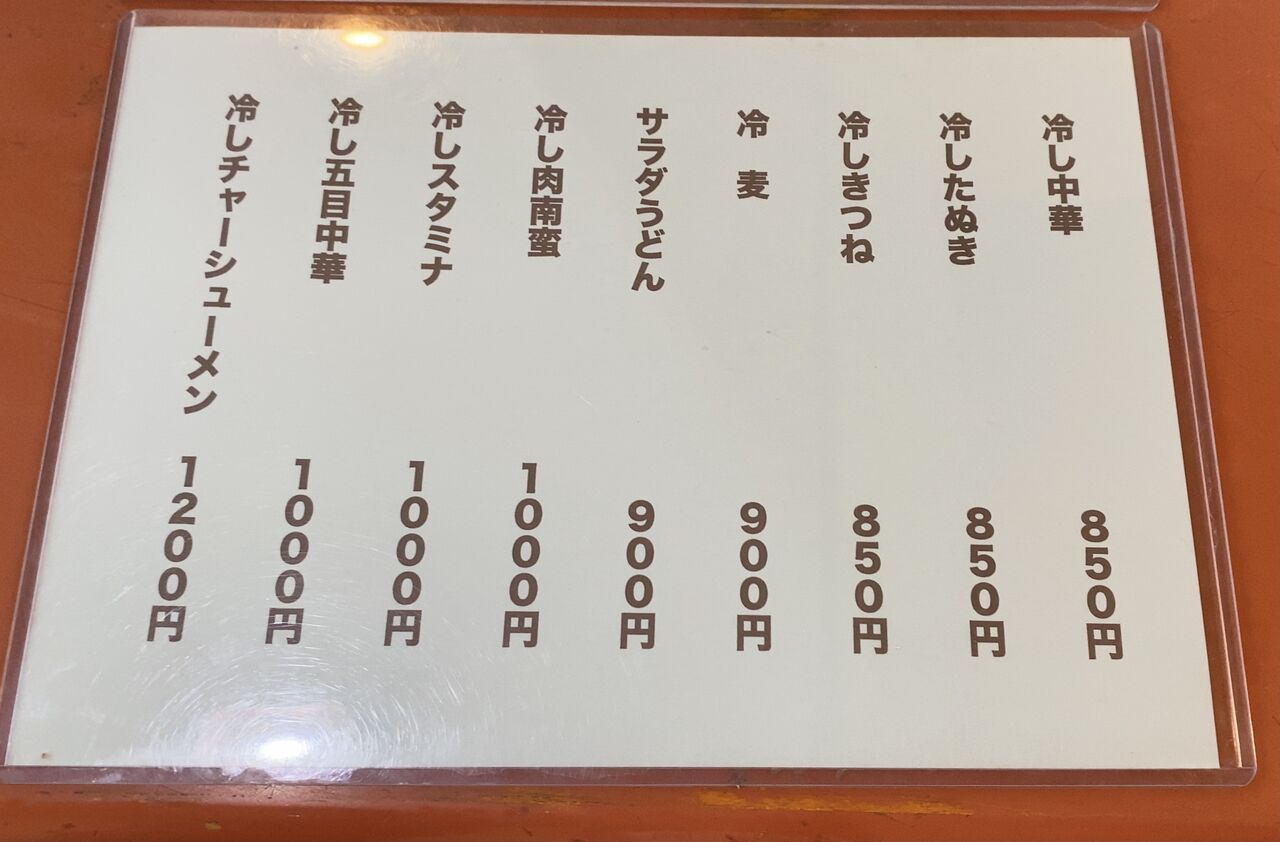 冷し中華 850円
冷したぬき 850円
冷しきつね 850円
冷 麦 900円
サラダうどん 900円
冷し肉南蛮 1000円
冷しスタミナ 1000円
冷し五目中華 1000円
冷しチャーシューメン 1200円